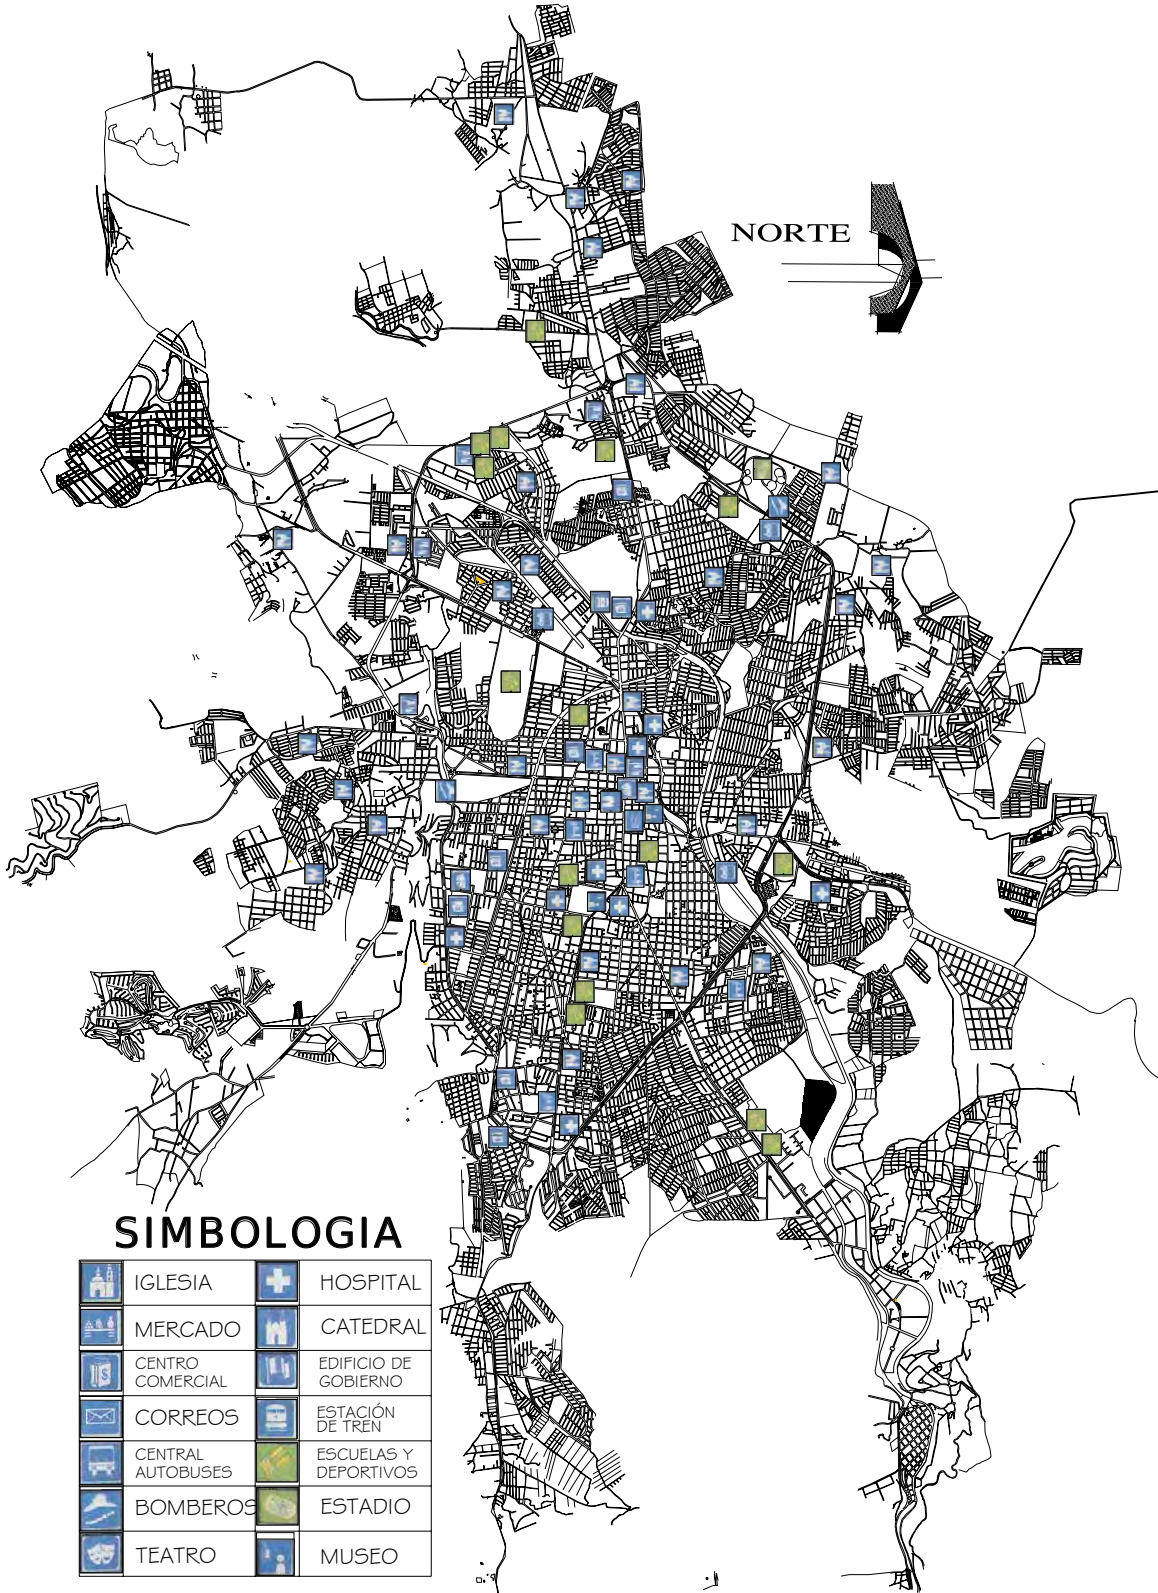 NORTE
SIMBOLOGIA
IGLESIA
HOSPITAL
MERCADO
CATEDRAL
CENTRO
COMERCIAL
EDIFICIO DE
GOBIERNO
CORREOS
ESTACIÓN
DE TREN
CENTRAL
AUTOBUSES
ESCUELAS Y
DEPORTIVOS
BOMBEROS
ESTADIO
TEATRO
MUSEO